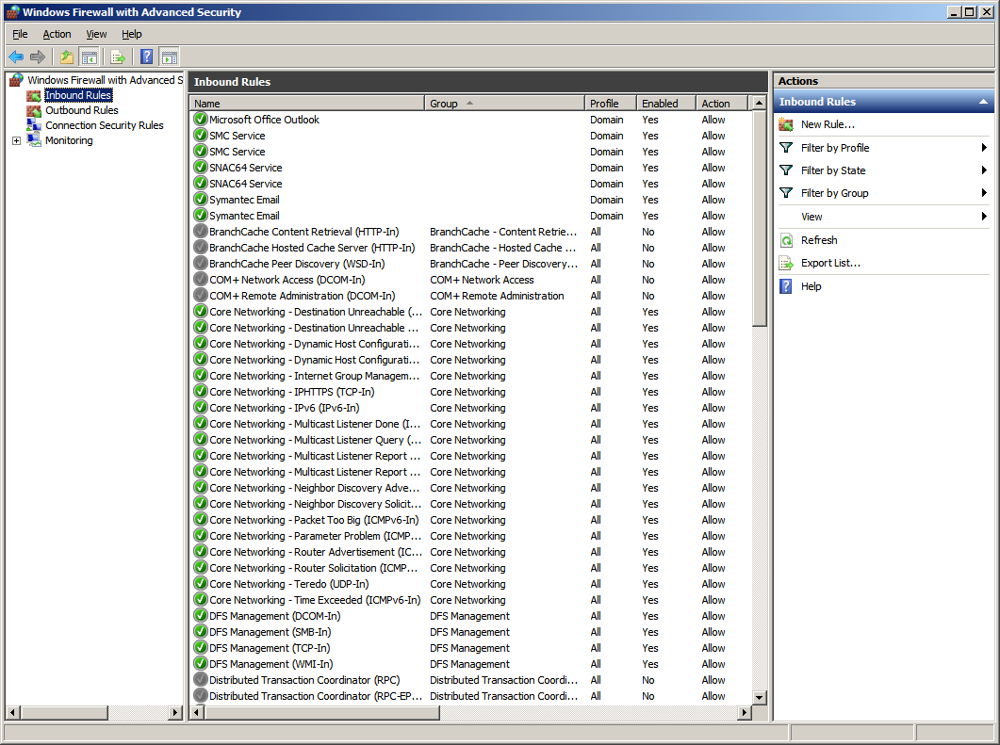 Windows Firewall with Advanced Security
File Action View Help
Windows Firewall with Advanced S
Inbound Rules
Outbound Rules
Connection Security Rules
Monitoring
Inbound Rules
Name Group Profile Enabled Action
Microsoft Office Outlook Domain Yes Allow
SMC Service Domain Yes Allow
SMC Service Domain Yes Allow
SNAC64 Service Domain Yes Allow
SNAC64 Service Domain Yes Allow
Symantec Email Domain Yes Allow
Symantec Email Domain Yes Allow
BranchCache Content Retrieval (HTTP-In) BranchCache - Content Retrie... All No Allow
BranchCache Hosted Cache Server (HTTP-In) BranchCache - Hosted Cache ... All No Allow
BranchCache Peer Discovery (WSD-In) BranchCache - Peer Discovery... All No Allow
COM+ Network Access (DCOM-In) COM+ Network Access All No Allow
COM+ Remote Administration (DCOM-In) COM+ Remote Administration All No Allow
Core Networking - Destination Unreachable (... Core Networking All Yes Allow
Core Networking - Destination Unreachable ... Core Networking All Yes Allow
Core Networking - Dynamic Host Configurati... Core Networking All Yes Allow
Core Networking - Dynamic Host Configurati... Core Networking All Yes Allow
Core Networking - Internet Group Managem... Core Networking All Yes Allow
Core Networking - IPHTTPS (TCP-In) Core Networking All Yes Allow
Core Networking - IPv6 (IPv6-In) Core Networking All Yes Allow
Core Networking - Multicast Listener Done (I... Core Networking All Yes Allow
Core Networking - Multicast Listener Query (... Core Networking All Yes Allow
Core Networking - Multicast Listener Report ... Core Networking All Yes Allow
Core Networking - Multicast Listener Report ... Core Networking All Yes Allow
Core Networking - Neighbor Discovery Adve... Core Networking All Yes Allow
Core Networking - Neighbor Discovery Solicit... Core Networking All Yes Allow
Core Networking - Packet Too Big (ICMPv6-In) Core Networking All Yes Allow
Core Networking - Parameter Problem (ICMP... Core Networking All Yes Allow
Core Networking - Router Advertisement (IC... Core Networking All Yes Allow
Core Networking - Router Solicitation (ICMP... Core Networking All Yes Allow
Core Networking - Teredo (UDP-In) Core Networking All Yes Allow
Core Networking - Time Exceeded (ICMPv6-In) Core Networking All Yes Allow
DFS Management (DCOM-In) DFS Management All Yes Allow
DFS Management (SMB-In) DFS Management All Yes Allow
DFS Management (TCP-In) DFS Management All Yes Allow
DFS Management (WMI-In) DFS Management All Yes Allow
Distributed Transaction Coordinator (RPC) Distributed Transaction Coordi... All No Allow
Distributed Transaction Coordinator (RPC-EP... Distributed Transaction Coordi... All No Allow
Actions
Inbound Rules
New Rule...
Filter by Profile
Filter by State
Filter by Group
View
Refresh
Export List...
Help